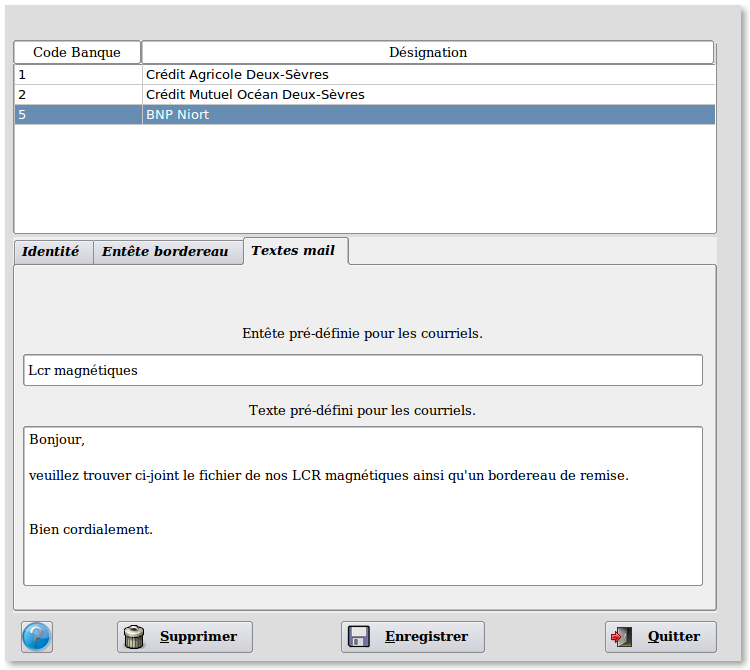 Code Banque Désignation
1 Crédit Agricole Deux-Sèvres
2 Crédit Mutuel Océan Deux-Sèvres
5 BNP Niort
Identité Entête bordereau Textes mail
Entête pré-définie pour les courriels.
Lcr magnétiques
Texte pré-défini pour les courriels.
Bonjour,
veuillez trouver ci-joint le fichier de nos LCR magnétiques ainsi qu'un bordereau de remise.
Bien cordialement.
? Supprimer Enregistrer Quitter